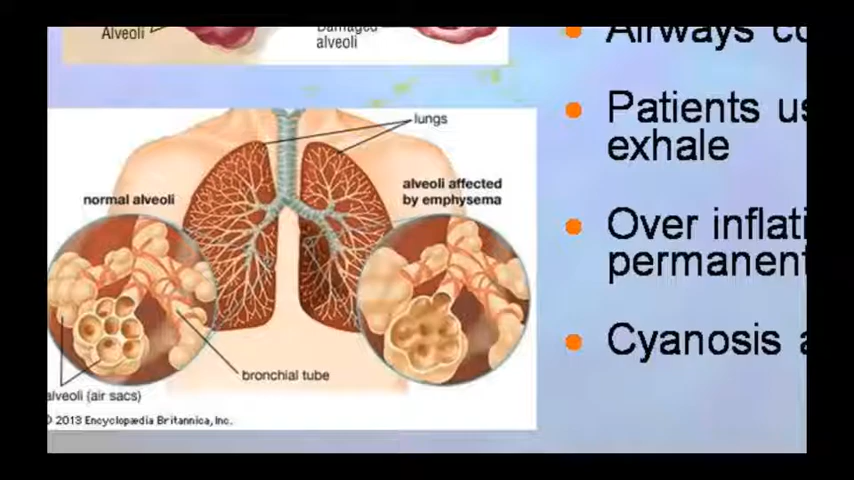 Alveoli
Damaged
alveoli
Airways
Patients
exhale
Over
permanent
Cyanosis
lungs
normal alveoli
alveoli affected
by emphysema
bronchial tube
alveoli (air sacs)
2013 Encyclopædia Britannica, Inc.